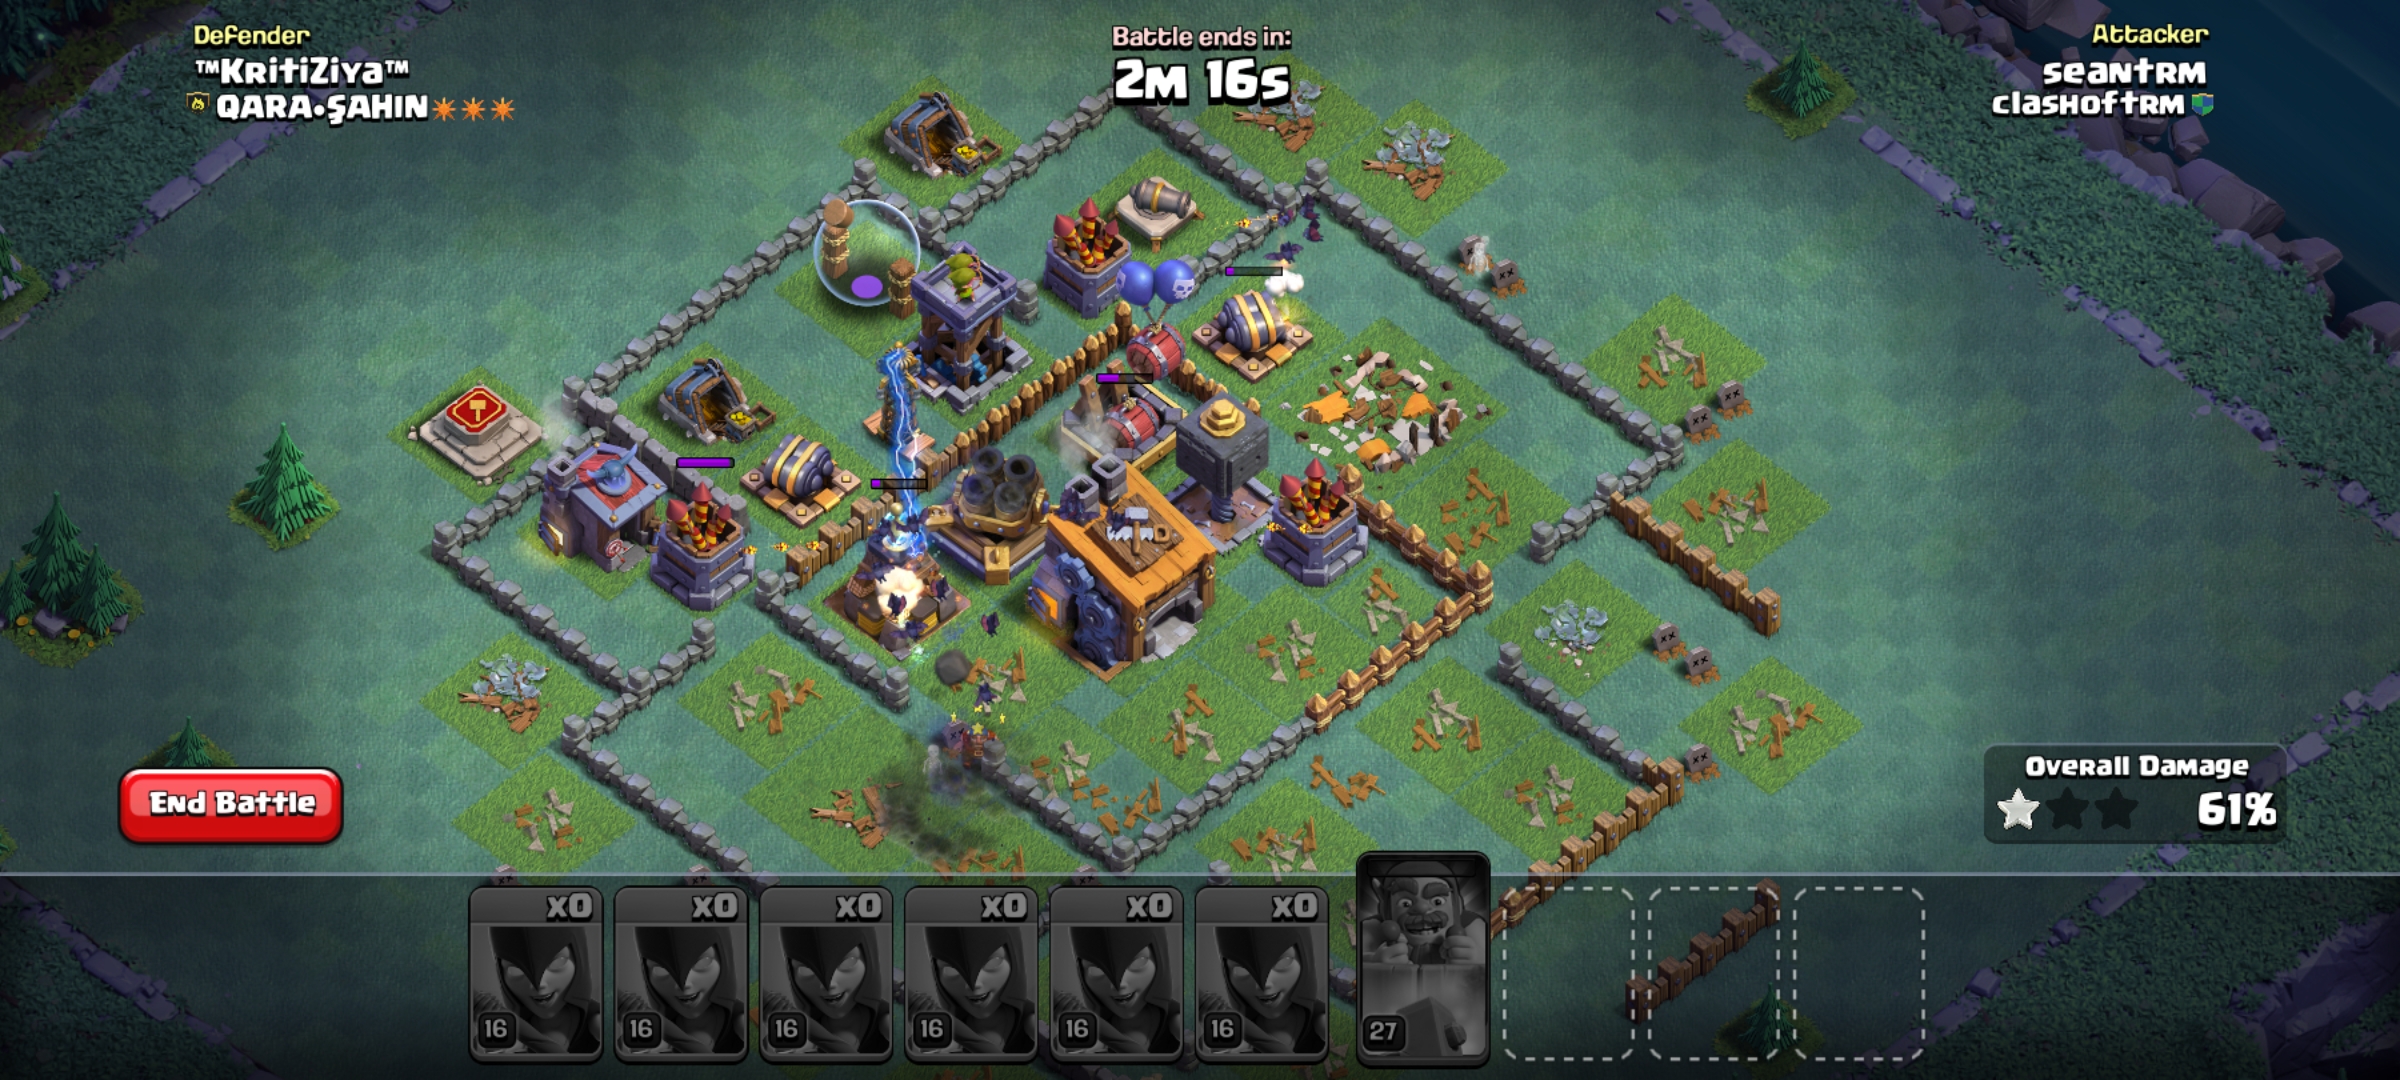 Defender
™KRitiZiYa™
QARA•ŞAHIN
Battle ends in:
2M 16s
Attacker
seantRM
clashoftRM
End Battle
Overall Damage
61%
x0 x0 x0 x0 x0 x0
16 16 16 16 16 16 27